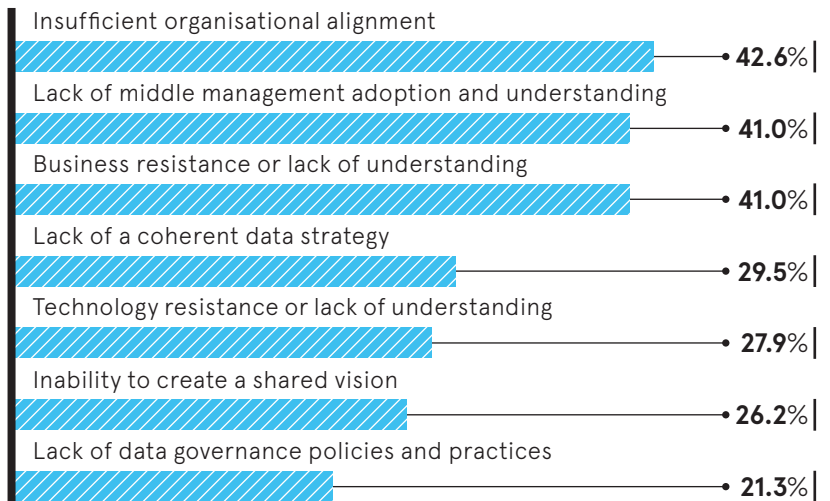 Insufficient organisational alignment
42.6%
Lack of middle management adoption and understanding
41.0%
Business resistance or lack of understanding
41.0%
Lack of a coherent data strategy
29.5%
Technology resistance or lack of understanding
27.9%
Inability to create a shared vision
26.2%
Lack of data governance policies and practices
21.3%